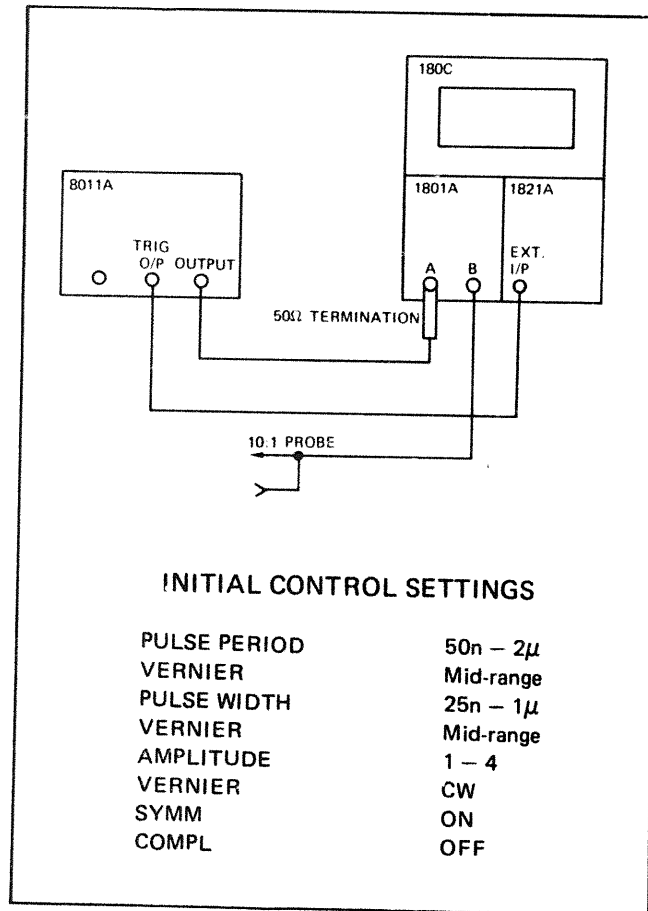 180C
8011A
1801A
1821A
TRIG
O/P
OUTPUT
A
B
EXT.
I/P
50Ω TERMINATION
10:1 PROBE
INITIAL CONTROL SETTINGS
PULSE PERIOD 50n – 2μ
VERNIER Mid-range
PULSE WIDTH 25n – 1μ
VERNIER Mid-range
AMPLITUDE 1 – 4
VERNIER CW
SYMM ON
COMPL OFF